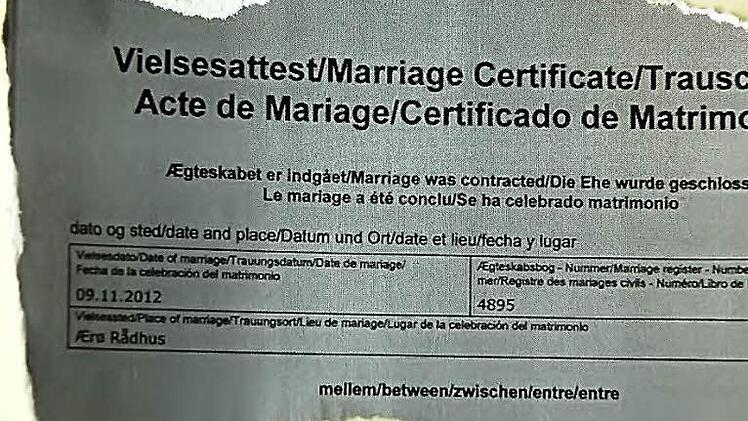 Vielsesattest/Marriage Certificate/Trausc
Acte de Mariage/Certificado de Matrimo
Ægteskabet er indgået/Marriage was contracted/Die Ehe wurde geschloss
Le mariage a été conclu/Se ha celebrado matrimonio
dato og sted/date and place/Datum und Ort/date et lieu/fecha y lugar
Vielsesdato/Date of marriage/Trauungsdatum/Date de mariage/
Fecha de la celebración del matrimonio
09.11.2012
Ægteskabsbog - Nummer/Marriage register - Numbe
mer/Registre des mariages civils - Numéro/Libro de
4895
Vielsessted/Place of marriage/Trauungsort/Lieu de mariage/Lugar de la celebración del matrimonio
Ærø Rådhus
mellem/between/zwischen/entre/entre